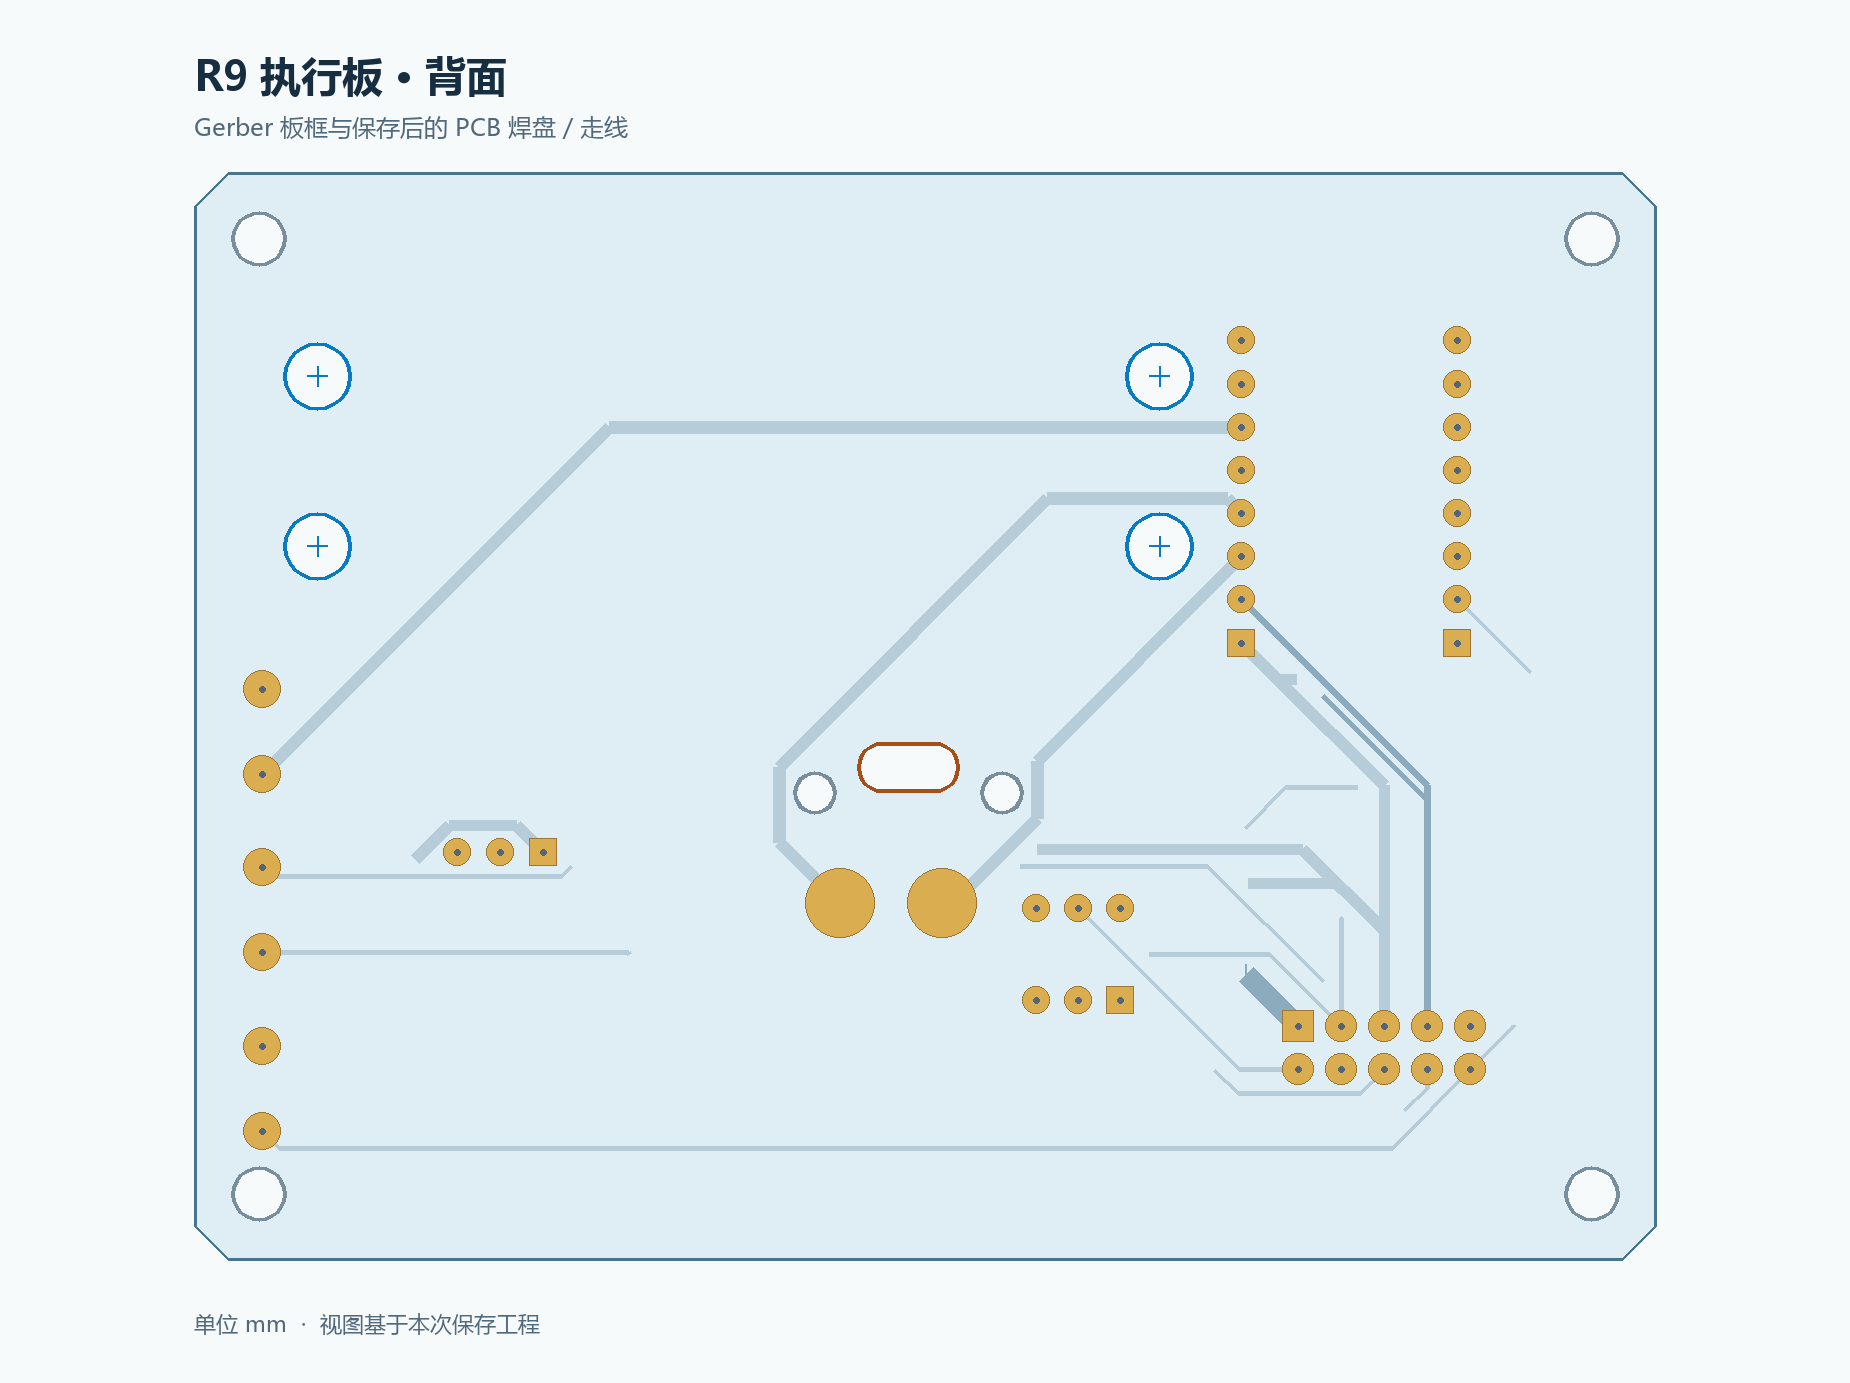 R9 执行板 • 背面
Gerber 板框与保存后的 PCB 焊盘 / 走线
单位 mm · 视图基于本次保存工程